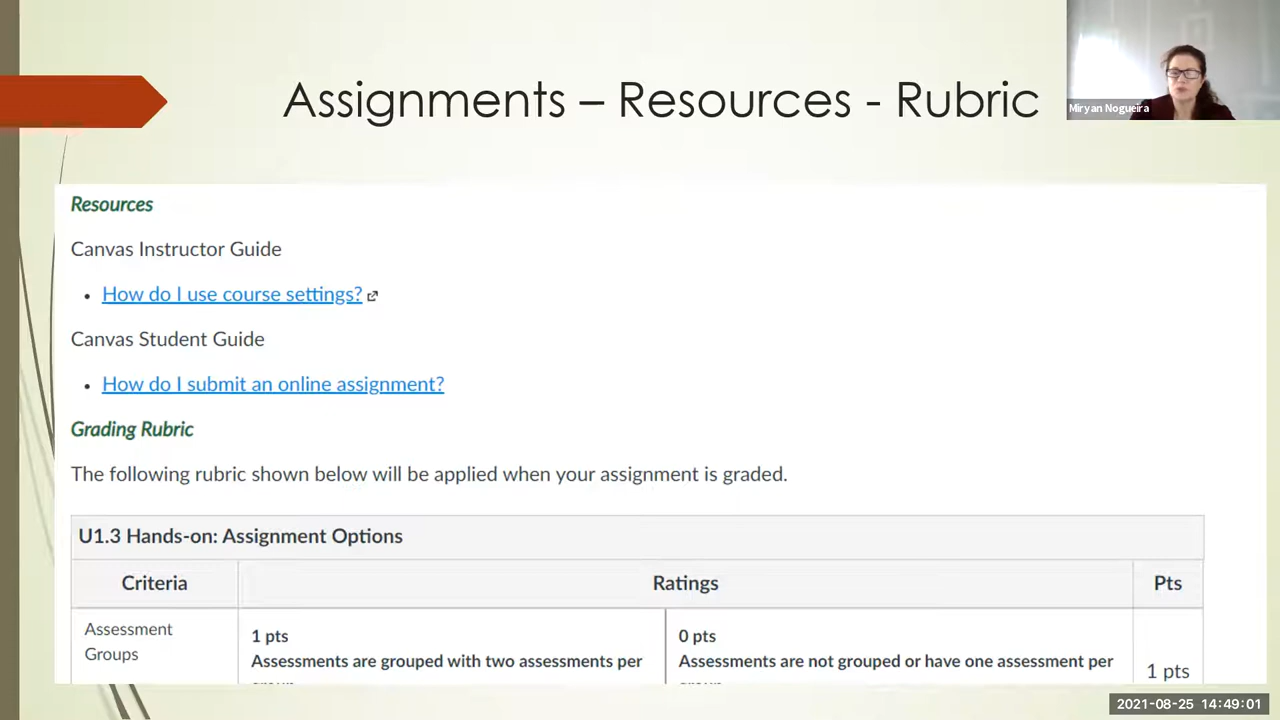 Assignments – Resources - Rubric
Miryan Nogueira
Resources
Canvas Instructor Guide
• How do I use course settings?
Canvas Student Guide
• How do I submit an online assignment?
Grading Rubric
The following rubric shown below will be applied when your assignment is graded.
U1.3 Hands-on: Assignment Options
Criteria Ratings Pts
Assessment
Groups
1 pts
Assessments are grouped with two assessments per
0 pts
Assessments are not grouped or have one assessment per
1 pts
2021-08-25 14:49:01